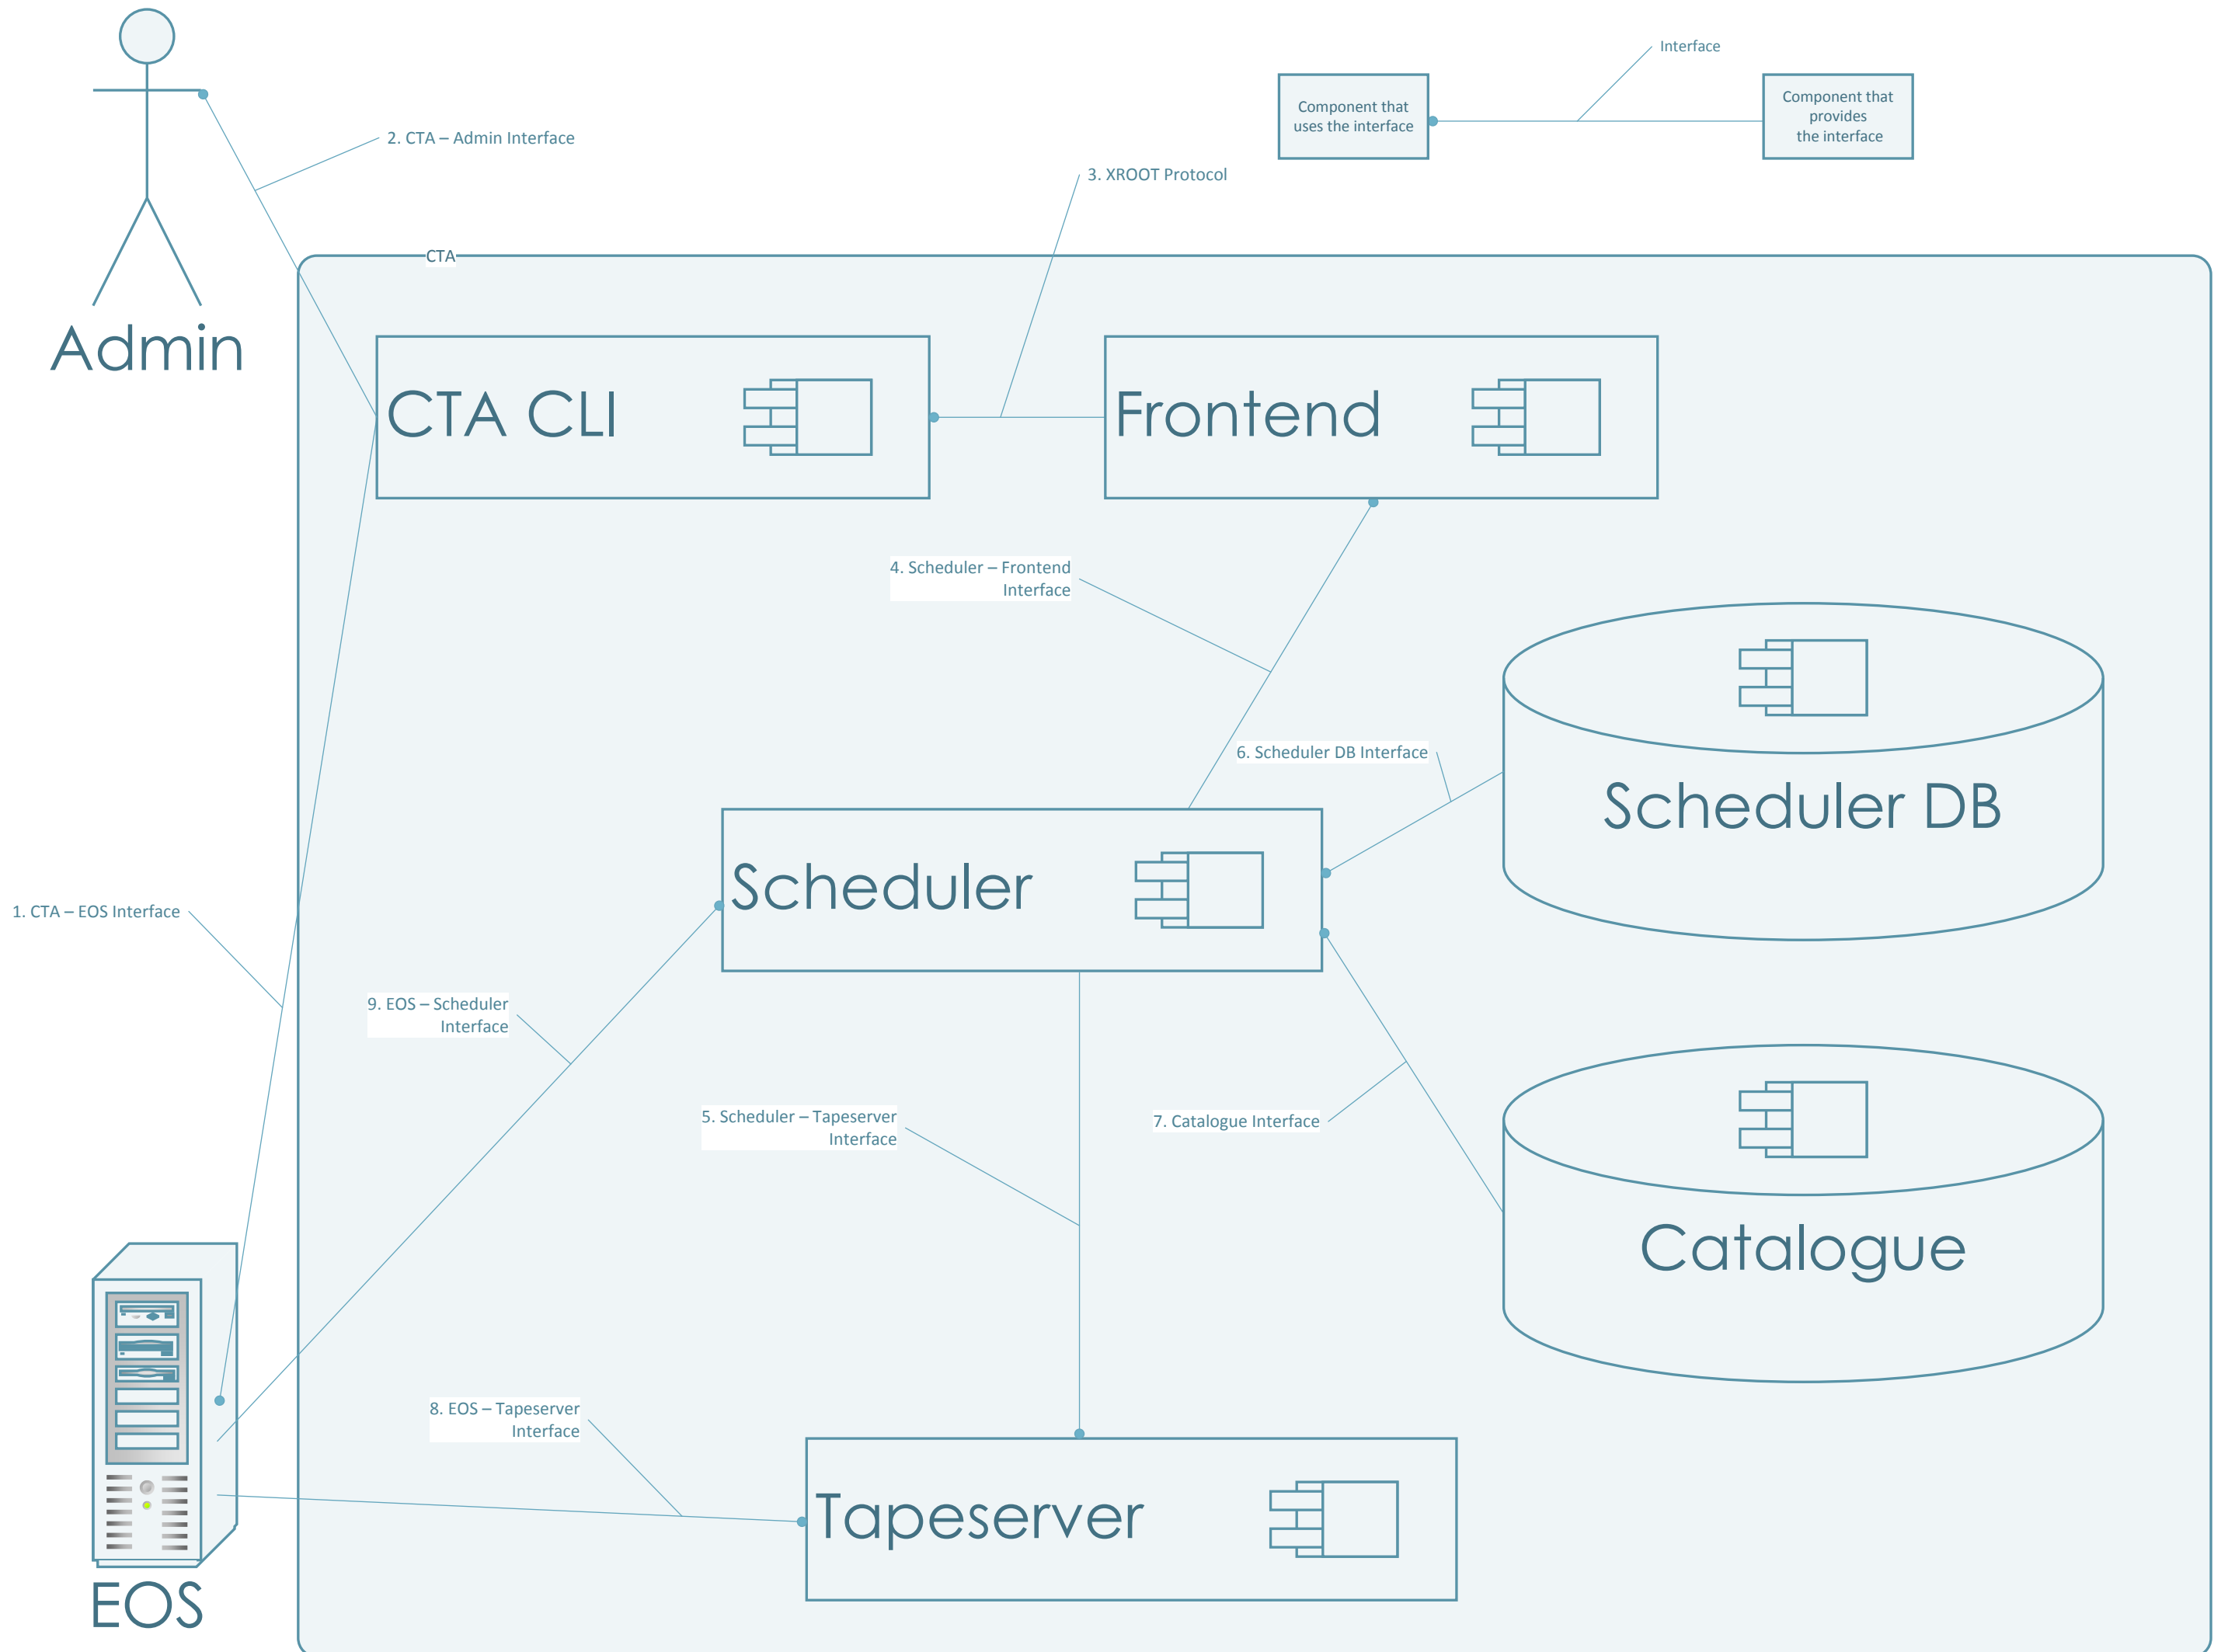 Interface
Component that
uses the interface
Component that
provides
the interface
2. CTA – Admin Interface
3. XROOT Protocol
CTA
Admin
CTA CLI
Frontend
4. Scheduler – Frontend
Interface
6. Scheduler DB Interface
Scheduler DB
Scheduler
1. CTA – EOS Interface
9. EOS – Scheduler
Interface
5. Scheduler – Tapeserver
Interface
7. Catalogue Interface
Catalogue
8. EOS – Tapeserver
Interface
Tapeserver
EOS